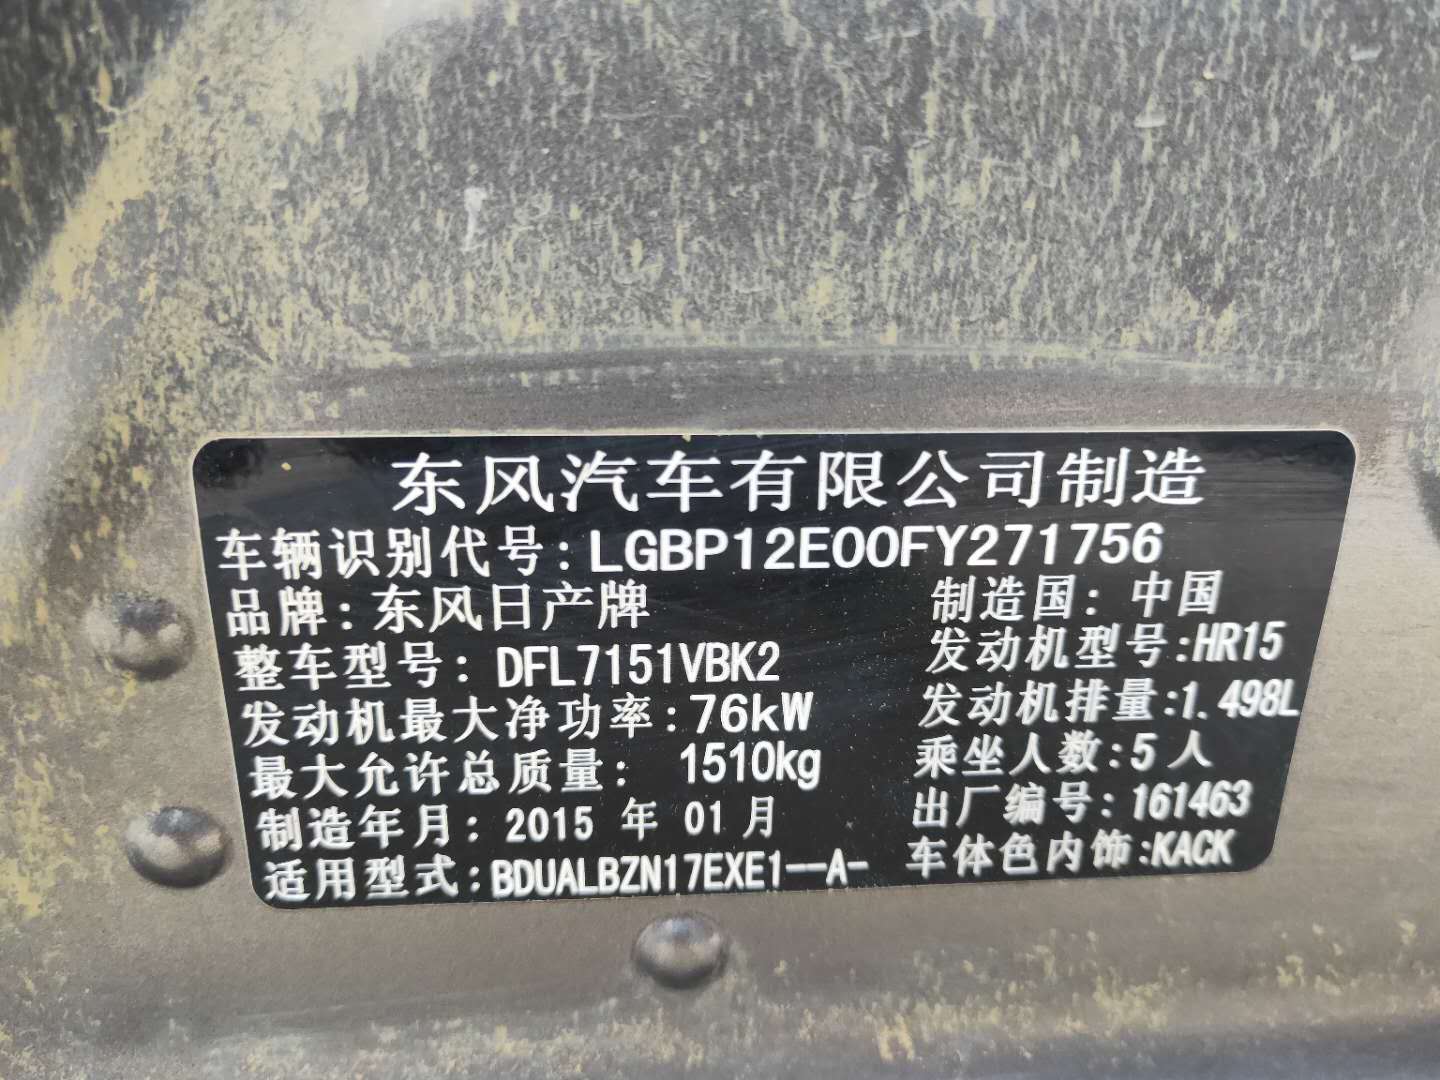 东风汽车有限公司制造
车辆识别代号:LGBP12E00FY271756
品牌:东风日产牌 制造国:中国
整车型号:DFL7151VBK2 发动机型号:HR15
发动机最大净功率:76kW 发动机排量:1.498L
最大允许总质量: 1510kg 乘坐人数:5人
制造年月:2015 年 01 月 出厂编号:161463
适用型式:BDUALBZN17EXE1--A- 车体色内饰:KACK